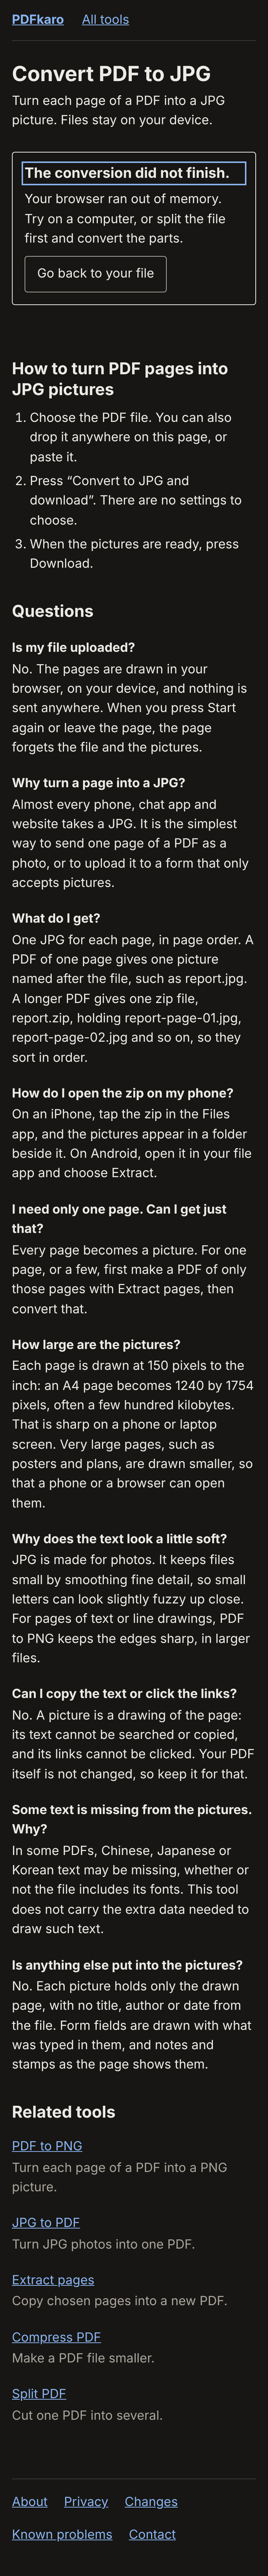 PDFkaro All tools
Convert PDF to JPG
Turn each page of a PDF into a JPG
picture. Files stay on your device.
The conversion did not finish.
Your browser ran out of memory.
Try on a computer, or split the file
first and convert the parts.
Go back to your file
How to turn PDF pages into
JPG pictures
1. Choose the PDF file. You can also
drop it anywhere on this page, or
paste it.
2. Press “Convert to JPG and
download”. There are no settings to
choose.
3. When the pictures are ready, press
Download.
Questions
Is my file uploaded?
No. The pages are drawn in your
browser, on your device, and nothing is
sent anywhere. When you press Start
again or leave the page, the page
forgets the file and the pictures.
Why turn a page into a JPG?
Almost every phone, chat app and
website takes a JPG. It is the simplest
way to send one page of a PDF as a
photo, or to upload it to a form that only
accepts pictures.
What do I get?
One JPG for each page, in page order. A
PDF of one page gives one picture
named after the file, such as report.jpg.
A longer PDF gives one zip file,
report.zip, holding report-page-01.jpg,
report-page-02.jpg and so on, so they
sort in order.
How do I open the zip on my phone?
On an iPhone, tap the zip in the Files
app, and the pictures appear in a folder
beside it. On Android, open it in your file
app and choose Extract.
I need only one page. Can I get just
that?
Every page becomes a picture. For one
page, or a few, first make a PDF of only
those pages with Extract pages, then
convert that.
How large are the pictures?
Each page is drawn at 150 pixels to the
inch: an A4 page becomes 1240 by 1754
pixels, often a few hundred kilobytes.
That is sharp on a phone or laptop
screen. Very large pages, such as
posters and plans, are drawn smaller, so
that a phone or a browser can open
them.
Why does the text look a little soft?
JPG is made for photos. It keeps files
small by smoothing fine detail, so small
letters can look slightly fuzzy up close.
For pages of text or line drawings, PDF
to PNG keeps the edges sharp, in larger
files.
Can I copy the text or click the links?
No. A picture is a drawing of the page:
its text cannot be searched or copied,
and its links cannot be clicked. Your PDF
itself is not changed, so keep it for that.
Some text is missing from the pictures.
Why?
In some PDFs, Chinese, Japanese or
Korean text may be missing, whether or
not the file includes its fonts. This tool
does not carry the extra data needed to
draw such text.
Is anything else put into the pictures?
No. Each picture holds only the drawn
page, with no title, author or date from
the file. Form fields are drawn with what
was typed in them, and notes and
stamps as the page shows them.
Related tools
PDF to PNG
Turn each page of a PDF into a PNG
picture.
JPG to PDF
Turn JPG photos into one PDF.
Extract pages
Copy chosen pages into a new PDF.
Compress PDF
Make a PDF file smaller.
Split PDF
Cut one PDF into several.
About Privacy Changes
Known problems Contact